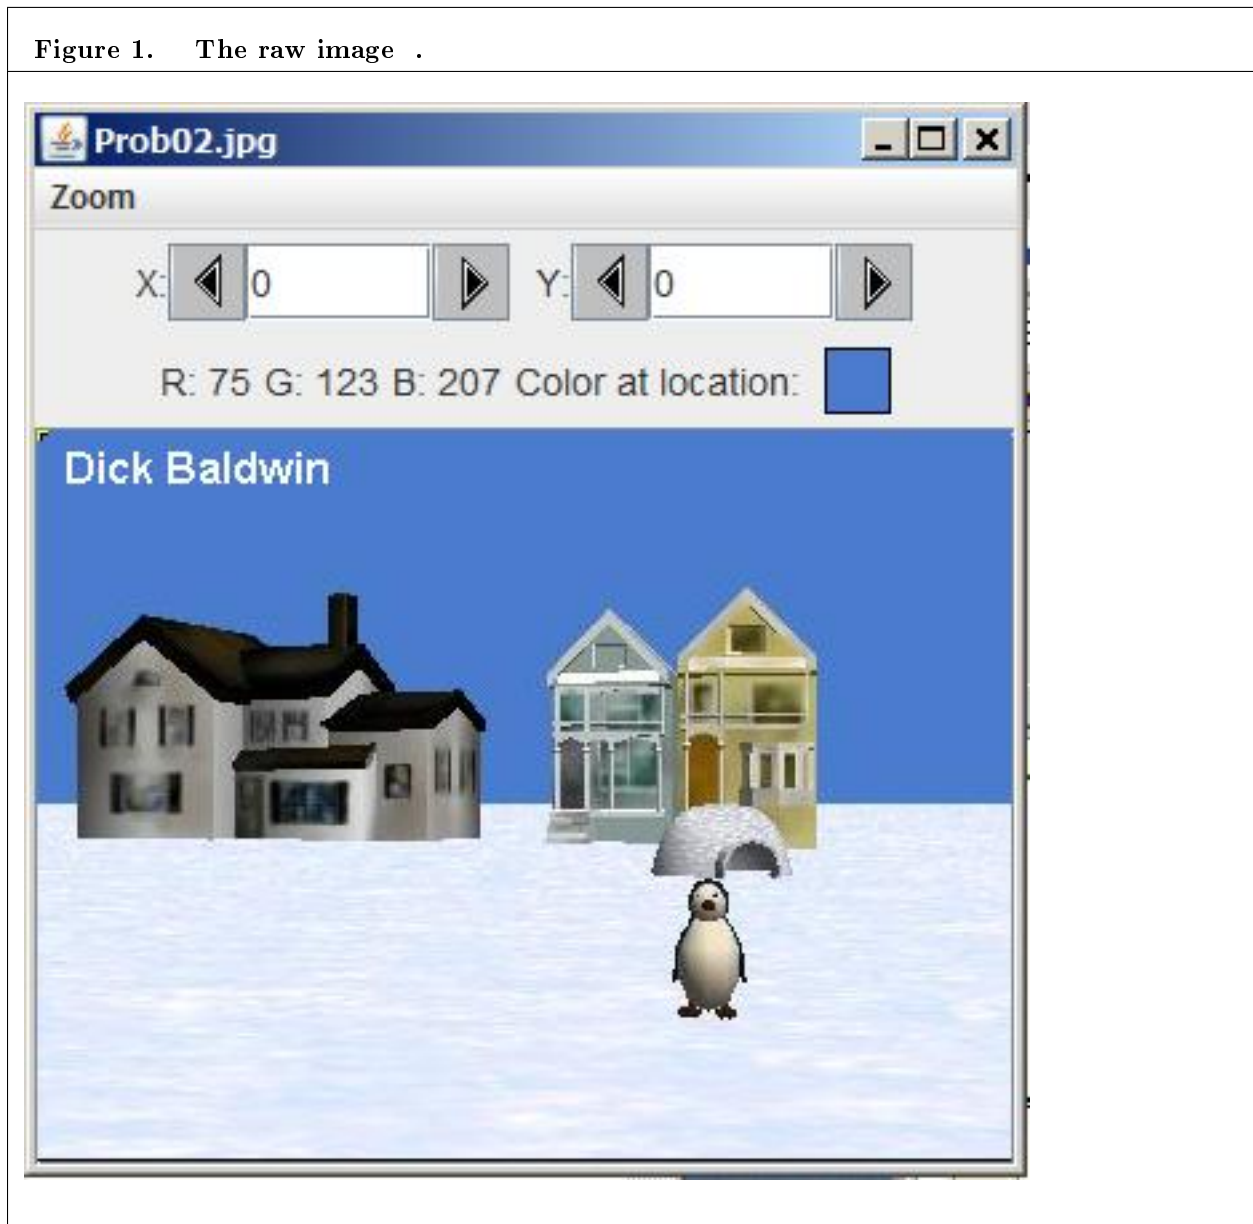 Figure 1. The raw image .
Prob02.jpg
Zoom
X: 0 Y: 0
R: 75 G: 123 B: 207 Color at location:
Dick Baldwin